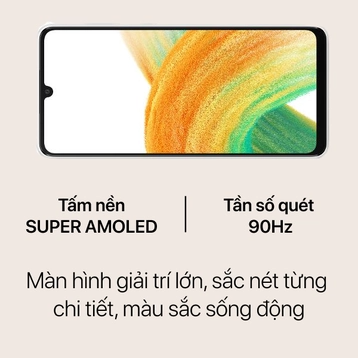 Tấm nền
SUPER AMOLED
Tần số quét
90Hz
Màn hình giải trí lớn, sắc nét từng
chi tiết, màu sắc sống động